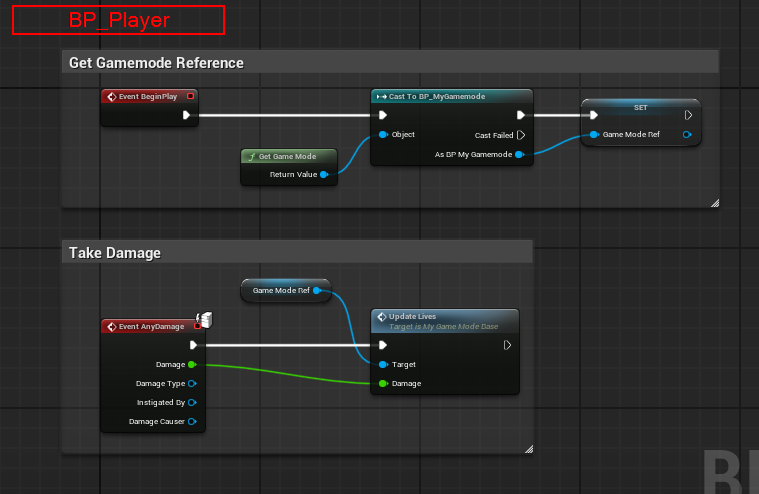 BP_Player
Get Gamemode Reference
Event BeginPlay
Cast To BP_MyGamemode
SET
Object
Cast Failed
Game Mode Ref
Get Game Mode
As BP My Gamemode
Return Value
Take Damage
Game Mode Ref
Event AnyDamage
Update Lives
Target is My Game Mode Base
Damage
Target
Damage Type
Damage
Instigated By
Damage Causer